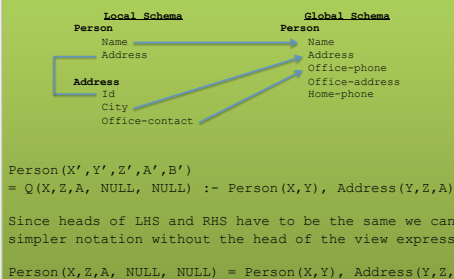 Local Schema Global Schema
Person Person
Name Name
Address Address
Office-phone
Address Office-address
Id Home-phone
City
Office-contact
Person(X',Y',Z',A',B')
= Q(X,Z,A, NULL, NULL) :- Person(X,Y), Address(Y,Z,A)
Since heads of LHS and RHS have to be the same we can
simpler notation without the head of the view express
Person(X,Z,A, NULL, NULL) = Person(X,Y), Address(Y,Z,